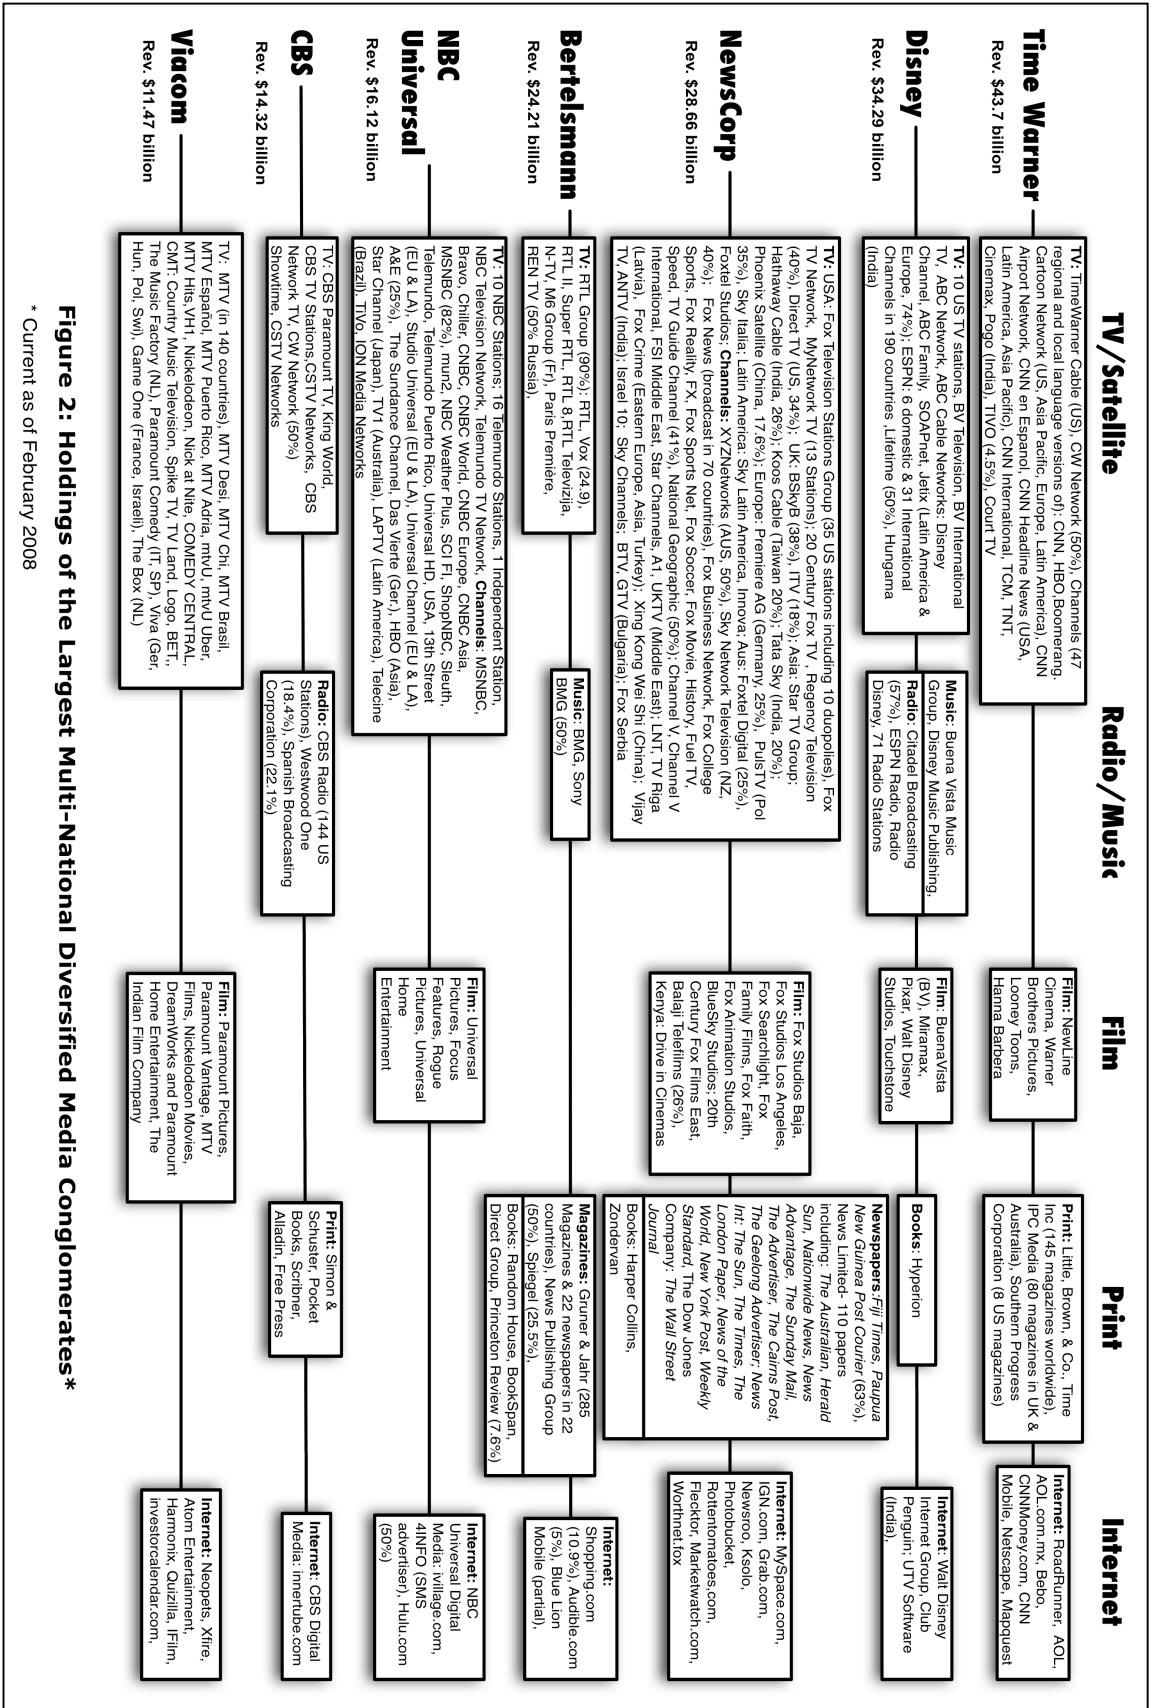 TV/Satellite
Radio/Music
Film
Print
Internet
Time Warner
Rev. $43.7 billion
TV: TimeWarner Cable (US), CW Network (50%), Channels (47
regional and local language versions of): CNN, HBO,Boomerang.
Cartoon Network (US, Asia Pacific, Europe, Latin America), CNN
Airport Network, CNN en Espanol, CNN Headline News (USA,
Latin America, Asia Pacific), CNN International, TCM, TNT,
Cinemax, Pogo (India), TIVO (4.5%), Court TV
Film: NewLine
Cinema, Warner
Brothers Pictures,
Looney Toons,
Hanna Barbera
Print: Little, Brown, & Co., Time
Inc (145 magazines worldwide),
IPC Media (80 magazines in UK &
Australia), Southern Progress
Corporation (8 US magazines)
Internet: RoadRunner, AOL,
AOL.com.mx, Bebo,
CNNMoney.com, CNN
Mobile, Netscape, Mapquest
Disney
Rev. $34.29 billion
TV: 10 US TV stations, BV Television, BV International
TV, ABC Network, ABC Cable Networks: Disney
Channel, ABC Family, SOAPnet, Jetix (Latin America &
Europe, 74%); ESPN: 6 domestic & 31 International
Channels in 190 countries ,Lifetime (50%), Hungama
(India)
Music: Buena Vista Music
Group, Disney Music Publishing,
Radio: Citadel Broadcasting
(57%), ESPN Radio, Radio
Disney, 71 Radio Stations
Film: BuenaVista
(BV), Miramax,
Pixar, Walt Disney
Studios, Touchstone
Books: Hyperion
Internet: Walt Disney
Internet Group, Club
Penguin; UTV Software
(India),
NewsCorp
Rev. $28.66 billion
TV: USA: Fox Television Stations Group (35 US stations including 10 duopolies), Fox
TV Network, MyNetwork TV (13 Stations); 20 Century Fox TV , Regency Television
(40%), Direct TV (US, 34%); UK: BSkyB (38%), ITV (18%); Asia: Star TV Group;
Hathaway Cable (India, 26%); Koos Cable (Taiwan 20%); Tata Sky (India, 20%);
Phoenix Satellite (China, 17.6%); Europe: Premiere AG (Germany, 25%), PulsTV (Pol
35%), Sky Italia; Latin America: Sky Latin America, Innova; Aus: Foxtel Digital (25%),
Foxtel Studios; Channels: XYZNetworks (AUS, 50%), Sky Network Television (NZ,
40%); Fox News (broadcast in 70 countries), Fox Business Network, Fox College
Sports, Fox Reality, FX, Fox Sports Net, Fox Soccer, Fox Movie, History, Fuel TV,
Speed, TV Guide Channel (41%), National Geographic (50%); Channel V, Channel V
International, FSI Middle East, Star Channels, A1, UKTV (Middle East); LNT, TV Riga
(Latvia), Fox Crime (Eastern Europe, Asia, Turkey); Xing Kong Wei Shi (China); Vijay
TV, ANTV (India); Israel 10; Sky Channels; BTV, GTV (Bulgaria); Fox Serbia
Film: Fox Studios Baja,
Fox Studios Los Angeles,
Fox Searchlight, Fox
Family Films, Fox Faith,
Fox Animation Studios,
BlueSky Studios; 20th
Century Fox Films East,
Balaji Telefilms (26%),
Kenya: Drive in Cinemas
Newspapers:Fiji Times, Paupua
New Guinea Post Courier (63%),
News Limited- 110 papers
including: The Australian, Herald
Sun, Nationwide News, News
Advantage, The Sunday Mail,
The Advertiser, The Cairns Post,
The Geelong Advertiser; News
Int: The Sun, The Times, The
London Paper, News of the
World, New York Post, Weekly
Standard, The Dow Jones
Company: The Wall Street
Journal
Books: Harper Collins,
Zondervan
Internet: MySpace.com,
IGN.com, Grab.com,
Newsroo, Ksolo,
Photobucket,
Rottentomatoes,com,
Flecktor, Marketwatch.com,
Worthnet.fox
Bertelsmann
Rev. $24.21 billion
TV: RTL Group (90%): RTL, Vox (24.9),
RTL II, Super RTL, RTL 8,RTL Televizija,
N-TV, M6 Group (Fr), Paris Première,
REN TV (50% Russia),
Music: BMG, Sony
BMG (50%)
Magazines: Gruner & Jahr (285
Magazines & 22 newspapers in 22
countries), News Publishing Group
(50%), Spiegel (25.5%),
Books: Random House, BookSpan,
Direct Group, Princeton Review (7.6%)
Internet:
Shopping.com
(10.9%), Audible.com
(5%), Blue Lion
Mobile (partial),
NBC
Universal
Rev. $16.12 billion
TV: 10 NBC Stations; 16 Telemundo Stations, 1 Independent Station,
NBC Television Network, Telemundo TV Network, Channels: MSNBC,
Bravo, Chiller, CNBC, CNBC World, CNBC Europe, CNBC Asia,
MSNBC (82%), mun2, NBC Weather Plus, SCI FI, ShopNBC, Sleuth,
Telemundo, Telemundo Puerto Rico, Universal HD, USA, 13th Street
(EU & LA), Studio Universal (EU & LA), Universal Channel (EU & LA),
A&E (25%), The Sundance Channel, Das Vierte (Ger.), HBO (Asia),
Star Channel (Japan), TV1 (Australia), LAPTV (Latin America), Telecine
(Brazil), TiVo, ION Media Networks
Film: Universal
Pictures, Focus
Features, Rogue
Pictures, Universal
Home
Entertainment
Internet: NBC
Universal Digital
Media: ivillage.com,
4INFO (SMS
advertiser), Hulu.com
(50%)
CBS
Rev. $14.32 billion
TV: CBS Paramount TV, King World,
CBS TV Stations,CSTV Networks, CBS
Network TV, CW Network (50%)
Showtime, CSTV Networks
Radio: CBS Radio (144 US
Stations), Westwood One
(18.4%), Spanish Broadcasting
Corporation (22.1%)
Print: Simon &
Schuster, Pocket
Books, Scribner,
Alladin, Free Press
Internet: CBS Digital
Media: innertube.com
Viacom
Rev. $11.47 billion
TV: MTV (in 140 countries), MTV Desi, MTV Chi, MTV Brasil,
MTV Español, MTV Puerto Rico, MTV Adria, mtvU, mtvU Uber,
MTV Hits,VH1, Nickelodeon, Nick at Nite, COMEDY CENTRAL,
CMT: Country Music Television, Spike TV, TV Land, Logo, BET,,
The Music Factory (NL), Paramount Comedy (IT, SP), Viva (Ger,
Hun, Pol, Swi), Game One (France, Israel), The Box (NL)
Film: Paramount Pictures,
Paramount Vantage, MTV
Films, Nickelodeon Movies,
DreamWorks and Paramount
Home Entertainment, The
Indian Film Company
Internet: Neopets, Xfire,
Atom Entertainment,
Harmonix, Quizilla, IFilm,
investorcalendar.com,
Figure 2: Holdings of the Largest Multi-National Diversified Media Conglomerates*
* Current as of February 2008